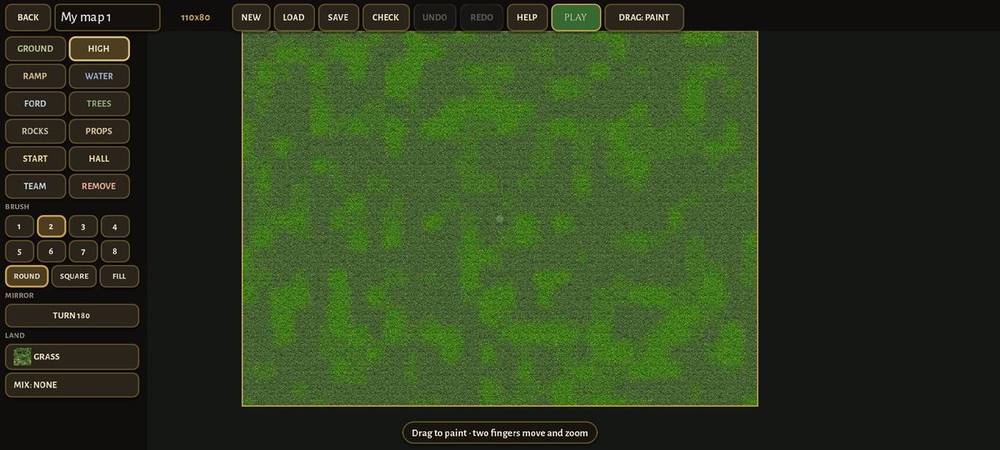 BACK My map 1 110x80 NEW LOAD SAVE CHECK UNDO REDO HELP PLAY DRAG: PAINT
GROUND HIGH
RAMP WATER
FORD TREES
ROCKS PROPS
START HALL
TEAM REMOVE
BRUSH
1 2 3 4
5 6 7 8
ROUND SQUARE FILL
MIRROR
TURN 180
LAND
GRASS
MIX: NONE
Drag to paint · two fingers move and zoom